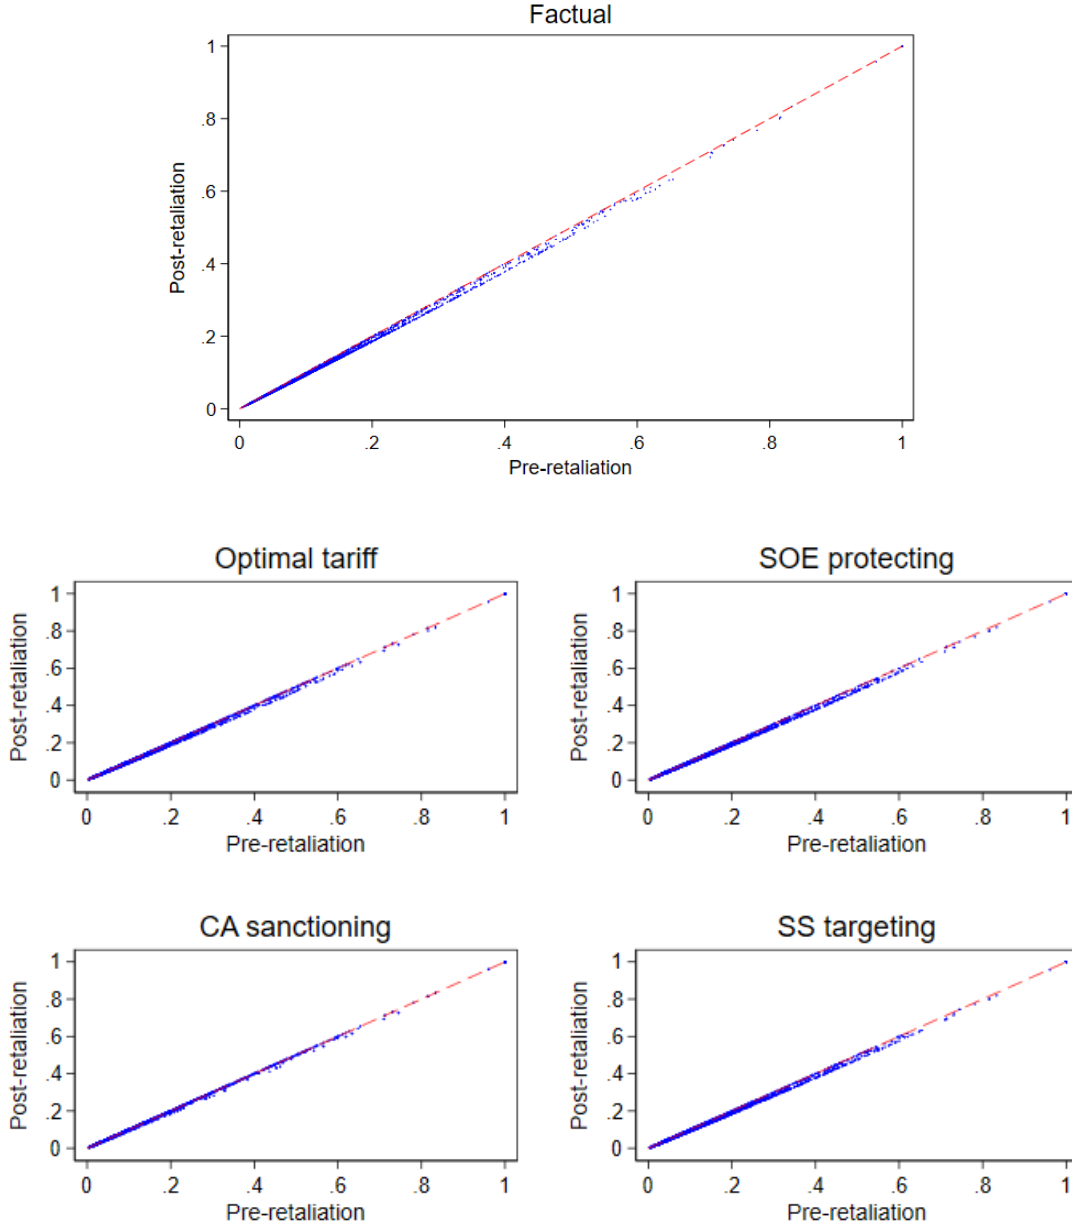 Factual
1
.8
.6
.4
.2
0
Post-retaliation
0 .2 .4 .6 .8 1
Pre-retaliation
Optimal tariff
1
.8
.6
.4
.2
0
Post-retaliation
0 .2 .4 .6 .8 1
Pre-retaliation
SOE protecting
1
.8
.6
.4
.2
0
Post-retaliation
0 .2 .4 .6 .8 1
Pre-retaliation
CA sanctioning
1
.8
.6
.4
.2
0
Post-retaliation
0 .2 .4 .6 .8 1
Pre-retaliation
SS targeting
1
.8
.6
.4
.2
0
Post-retaliation
0 .2 .4 .6 .8 1
Pre-retaliation